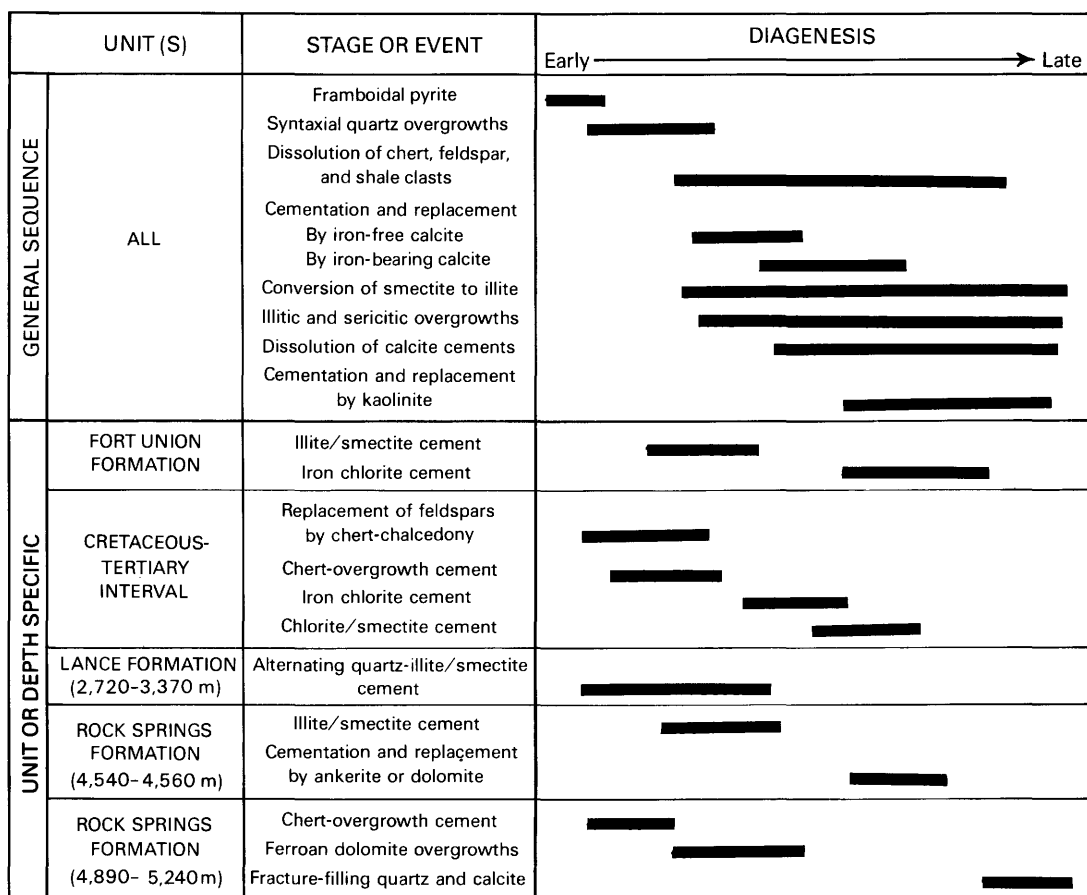 UNIT (S)
STAGE OR EVENT
DIAGENESIS
Early
Late
GENERAL SEQUENCE
ALL
Framboidal pyrite
Syntaxial quartz overgrowths
Dissolution of chert, feldspar,
and shale clasts
Cementation and replacement
By iron-free calcite
By iron-bearing calcite
Conversion of smectite to illite
Illitic and sericitic overgrowths
Dissolution of calcite cements
Cementation and replacement
by kaolinite
UNIT OR DEPTH SPECIFIC
FORT UNION
FORMATION
Illite/smectite cement
Iron chlorite cement
CRETACEOUS-
TERTIARY
INTERVAL
Replacement of feldspars
by chert-chalcedony
Chert-overgrowth cement
Iron chlorite cement
Chlorite/smectite cement
LANCE FORMATION
(2,720-3,370 m)
Alternating quartz-illite/smectite
cement
ROCK SPRINGS
FORMATION
(4,540-4,560 m)
Illite/smectite cement
Cementation and replaçement
by ankerite or dolomite
ROCK SPRINGS
FORMATION
(4,890- 5,240 m)
Chert-overgrowth cement
Ferroan dolomite overgrowths
Fracture-filling quartz and calcite